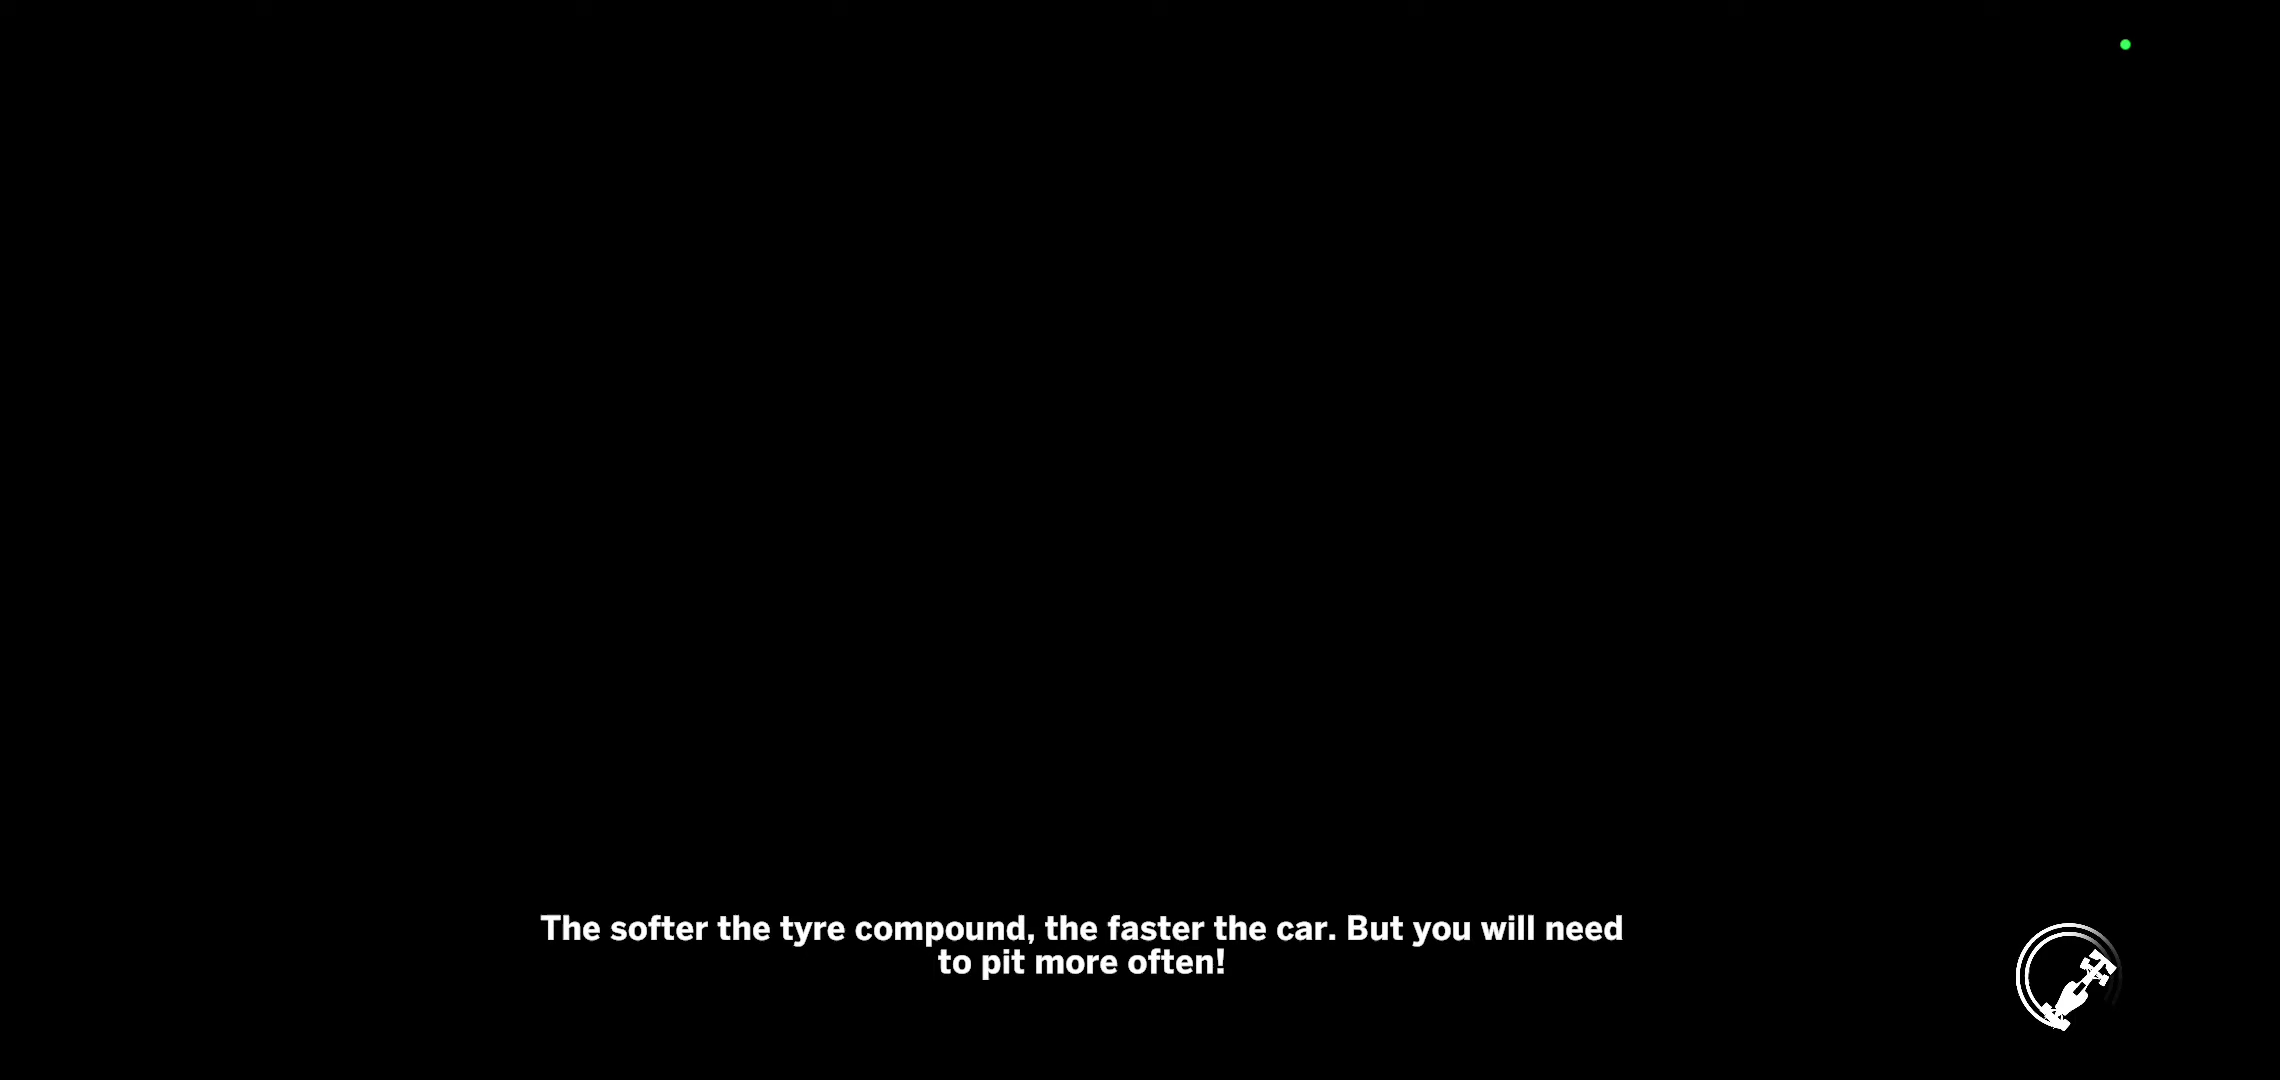 The softer the tyre compound, the faster the car. But you will need
to pit more often!